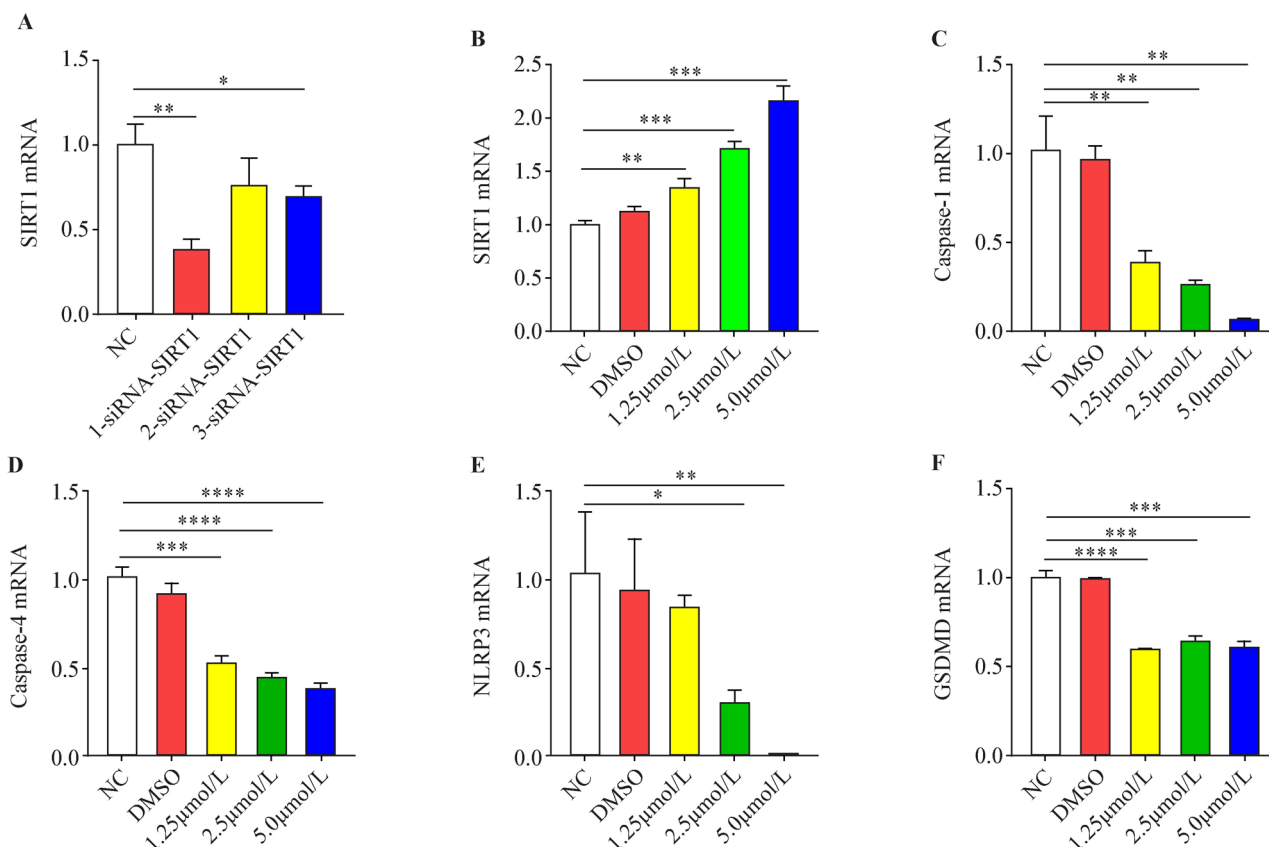 A
SIRT1 mRNA
1.5
1.0
0.5
0.0
*
**
NC
1-siRNA-SIRT1
2-siRNA-SIRT1
3-siRNA-SIRT1
B
SIRT1 mRNA
2.5
2.0
1.5
1.0
0.5
0.0
***
***
**
NC
DMSO
1.25μmol/L
2.5μmol/L
5.0μmol/L
C
Caspase-1 mRNA
1.5
1.0
0.5
0.0
**
**
**
NC
DMSO
1.25μmol/L
2.5μmol/L
5.0μmol/L
D
Caspase-4 mRNA
1.5
1.0
0.5
0.0
****
****
***
NC
DMSO
1.25μmol/L
2.5μmol/L
5.0μmol/L
E
NLRP3 mRNA
1.5
1.0
0.5
0.0
**
*
NC
DMSO
1.25μmol/L
2.5μmol/L
5.0μmol/L
F
GSDMD mRNA
1.5
1.0
0.5
0.0
***
***
****
NC
DMSO
1.25μmol/L
2.5μmol/L
5.0μmol/L